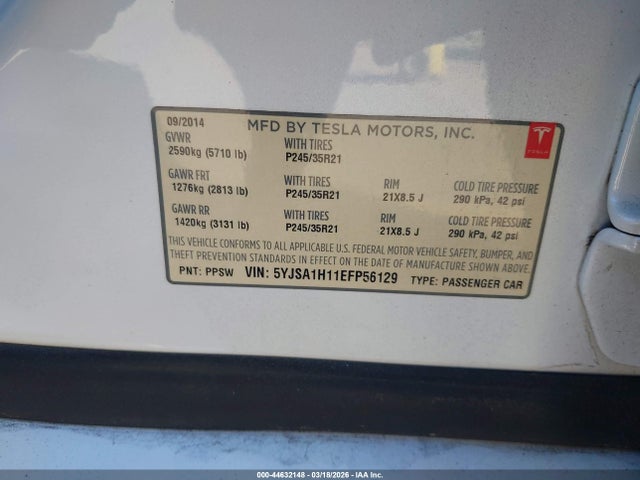 09/2014 MFD BY TESLA MOTORS, INC. TESLA
GVWR WITH TIRES
2590kg (5710 lb) P245/35R21
GAWR FRT WITH TIRES RIM COLD TIRE PRESSURE
1276kg (2813 lb) P245/35R21 21X8.5 J 290 kPa, 42 psi
GAWR RR WITH TIRES RIM COLD TIRE PRESSURE
1420kg (3131 lb) P245/35R21 21X8.5 J 290 kPa, 42 psi
THIS VEHICLE CONFORMS TO ALL APPLICABLE U.S. FEDERAL MOTOR VEHICLE SAFETY, BUMPER, AND
THEFT PREVENTION STANDARDS IN EFFECT ON THE DATE OF MANUFACTURE SHOWN ABOVE.
PNT: PPSW VIN: 5YJSA1H11EFP56129 TYPE: PASSENGER CAR
000-44632148 - 03/18/2026 - IAA Inc.